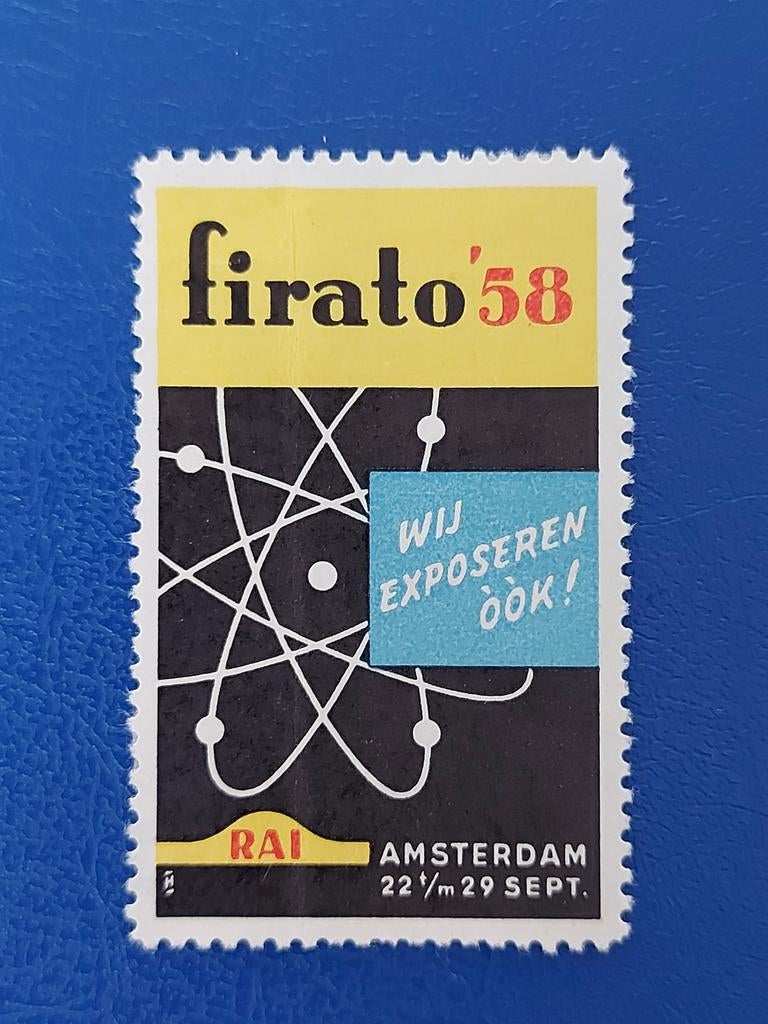 firato '58
WIJ
EXPOSEREN
ÒÒK!
RAI
AMSTERDAM
22 t/m 29 SEPT.